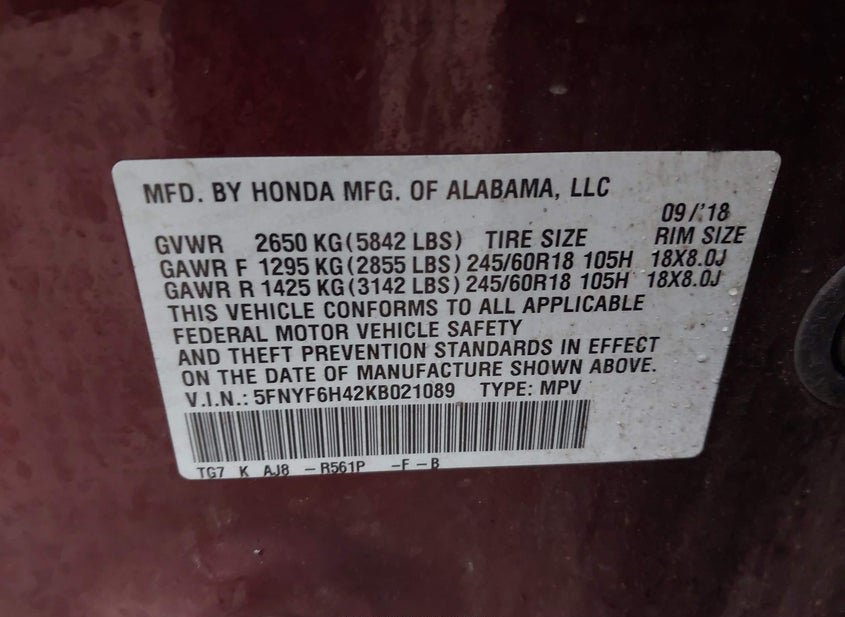 MFD. BY HONDA MFG. OF ALABAMA, LLC
09/'18
GVWR 2650 KG(5842 LBS) TIRE SIZE RIM SIZE
GAWR F 1295 KG(2855 LBS) 245/60R18 105H 18X8.0J
GAWR R 1425 KG(3142 LBS) 245/60R18 105H 18X8.0J
THIS VEHICLE CONFORMS TO ALL APPLICABLE
FEDERAL MOTOR VEHICLE SAFETY
AND THEFT PREVENTION STANDARDS IN EFFECT
ON THE DATE OF MANUFACTURE SHOWN ABOVE.
V.I.N.: 5FNYF6H42KB021089 TYPE: MPV
TG7 K AJ8 -R561P -F-B